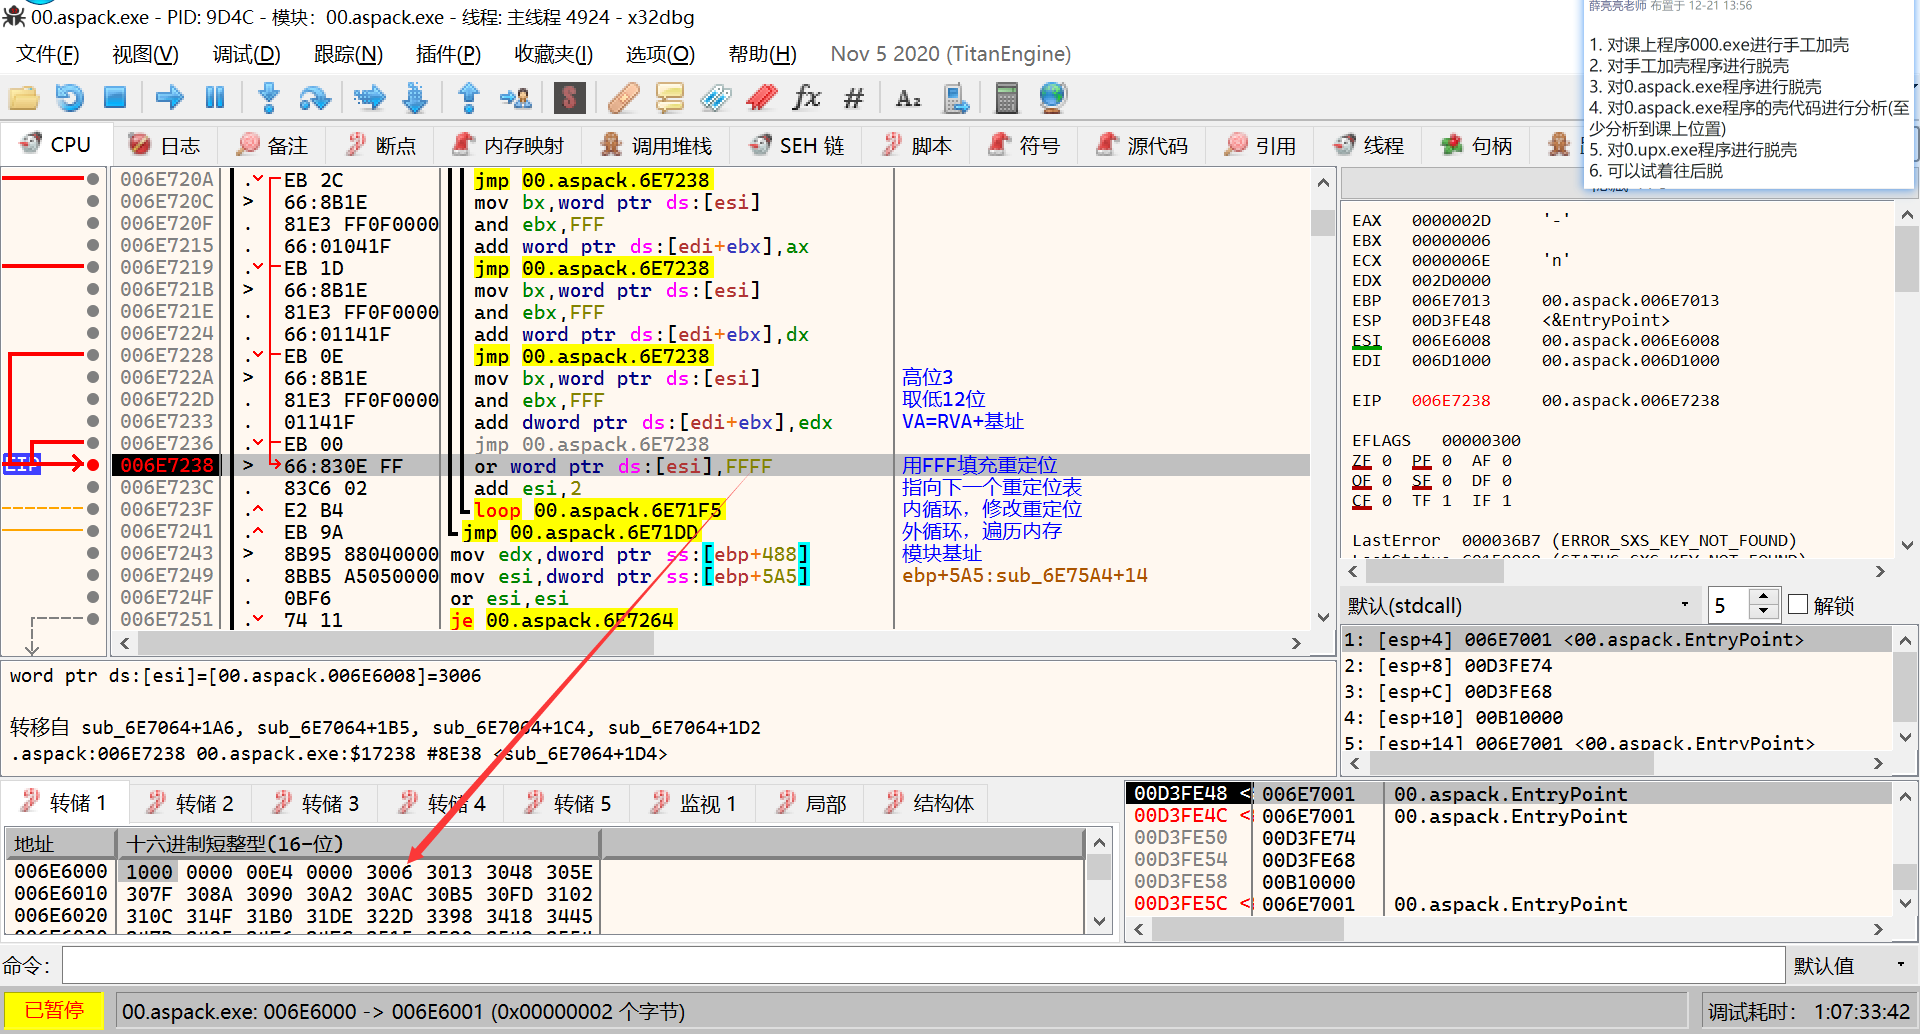 00.aspack.exe - PID: 9D4C - 模块：00.aspack.exe - 线程: 主线程 4924 - x32dbg
文件(F) 视图(V) 调试(D) 跟踪(N) 插件(P) 收藏夹(I) 选项(O) 帮助(H) Nov 5 2020 (TitanEngine)
薛亮亮老师 布置于 12-21 13:56
1. 对课上程序000.exe进行手工加壳
2. 对手工加壳程序进行脱壳
3. 对0.aspack.exe程序进行脱壳
4. 对0.aspack.exe程序的壳代码进行分析(至
少分析到课上位置)
5. 对0.upx.exe程序进行脱壳
6. 可以试着往后脱
CPU 日志 备注 断点 内存映射 调用堆栈 SEH 链 脚本 符号 源代码 引用 线程 句柄
006E720A . EB 2C jmp 00.aspack.6E7238
006E720C > 66:8B1E mov bx,word ptr ds:[esi]
006E720F . 81E3 FF0F0000 and ebx,FFF
006E7215 . 66:01041F add word ptr ds:[edi+ebx],ax
006E7219 . EB 1D jmp 00.aspack.6E7238
006E721B > 66:8B1E mov bx,word ptr ds:[esi]
006E721E . 81E3 FF0F0000 and ebx,FFF
006E7224 . 66:01141F add word ptr ds:[edi+ebx],dx
006E7228 . EB 0E jmp 00.aspack.6E7238
006E722A > 66:8B1E mov bx,word ptr ds:[esi] 高位3
006E722D . 81E3 FF0F0000 and ebx,FFF 取低12位
006E7233 . 01141F add dword ptr ds:[edi+ebx],edx VA=RVA+基址
006E7236 . EB 00 jmp 00.aspack.6E7238
006E7238 > 66:830E FF or word ptr ds:[esi],FFFF 用FFF填充重定位
006E723C . 83C6 02 add esi,2 指向下一个重定位表
006E723F . E2 B4 loop 00.aspack.6E71F5 内循环，修改重定位
006E7241 . EB 9A jmp 00.aspack.6E71DD 外循环，遍历内存
006E7243 > 8B95 88040000 mov edx,dword ptr ss:[ebp+488] 模块基址
006E7249 . 8BB5 A5050000 mov esi,dword ptr ss:[ebp+5A5] ebp+5A5:sub_6E75A4+14
006E724F . 0BF6 or esi,esi
006E7251 . 74 11 je 00.aspack.6E7264
EAX 0000002D '-'
EBX 00000006
ECX 0000006E 'n'
EDX 002D0000
EBP 006E7013 00.aspack.006E7013
ESP 00D3FE48 <&EntryPoint>
ESI 006E6008 00.aspack.006E6008
EDI 006D1000 00.aspack.006D1000
EIP 006E7238 00.aspack.006E7238
EFLAGS 00000300
ZF 0 PF 0 AF 0
OF 0 SF 0 DF 0
CF 0 TF 1 IF 1
LastError 000036B7 (ERROR_SXS_KEY_NOT_FOUND)
默认(stdcall) 5 解锁
1: [esp+4] 006E7001 <00.aspack.EntryPoint>
2: [esp+8] 00D3FE74
3: [esp+C] 00D3FE68
4: [esp+10] 00B10000
5: [esp+14] 006E7001 <00.aspack.EntryPoint>
word ptr ds:[esi]=[00.aspack.006E6008]=3006
转移自 sub_6E7064+1A6, sub_6E7064+1B5, sub_6E7064+1C4, sub_6E7064+1D2
.aspack:006E7238 00.aspack.exe:$17238 #8E38 <sub_6E7064+1D4>
转储 1 转储 2 转储 3 转储 4 转储 5 监视 1 局部 结构体
地址 十六进制短整型(16-位)
006E6000 1000 0000 00E4 0000 3006 3013 3048 305E
006E6010 307F 308A 3090 30A2 30AC 30B5 30FD 3102
006E6020 310C 314F 31B0 31DE 322D 3398 3418 3445
00D3FE48 < 006E7001 00.aspack.EntryPoint
00D3FE4C < 006E7001 00.aspack.EntryPoint
00D3FE50 00D3FE74
00D3FE54 00D3FE68
00D3FE58 00B10000
00D3FE5C < 006E7001 00.aspack.EntryPoint
命令： 默认值
已暂停 00.aspack.exe: 006E6000 -> 006E6001 (0x00000002 个字节) 调试耗时： 1:07:33:42